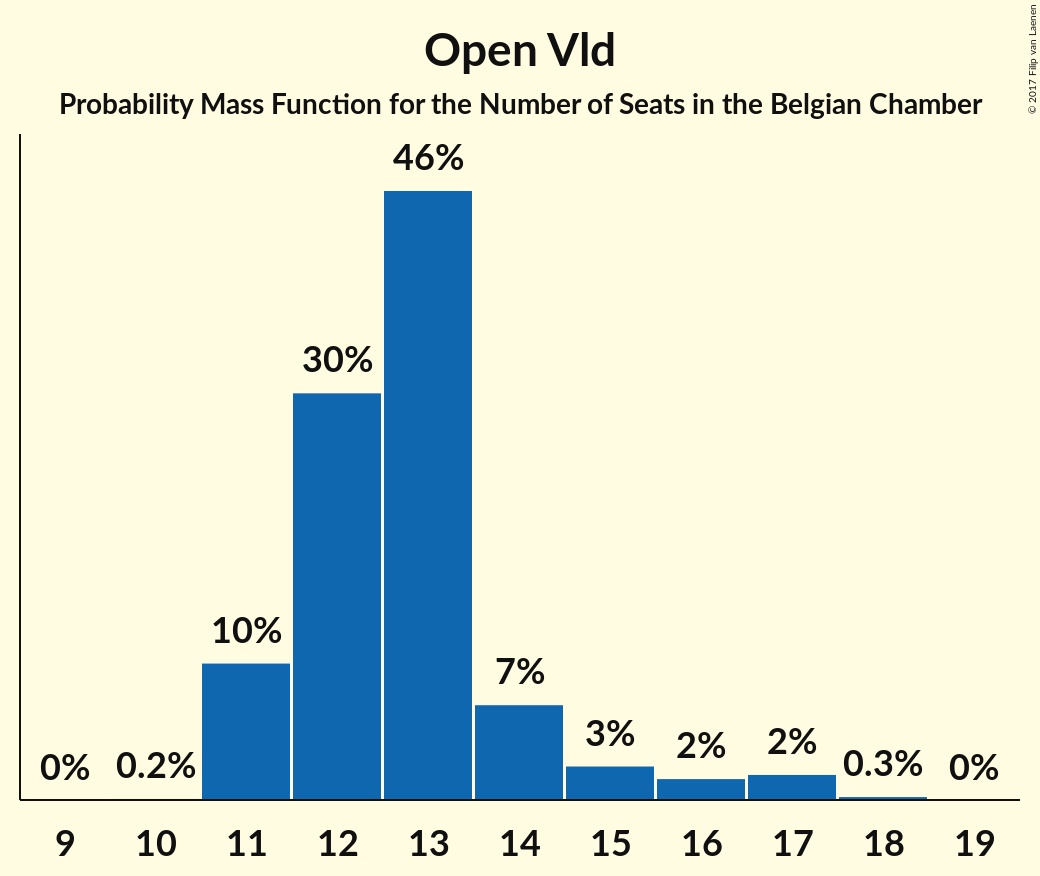 Open Vld
Probability Mass Function for the Number of Seats in the Belgian Chamber
© 2017 Filip van Laenen
46%
30%
10%
7%
3%
2%
2%
0%
0.2%
0.3%
0%
9 10 11 12 13 14 15 16 17 18 19